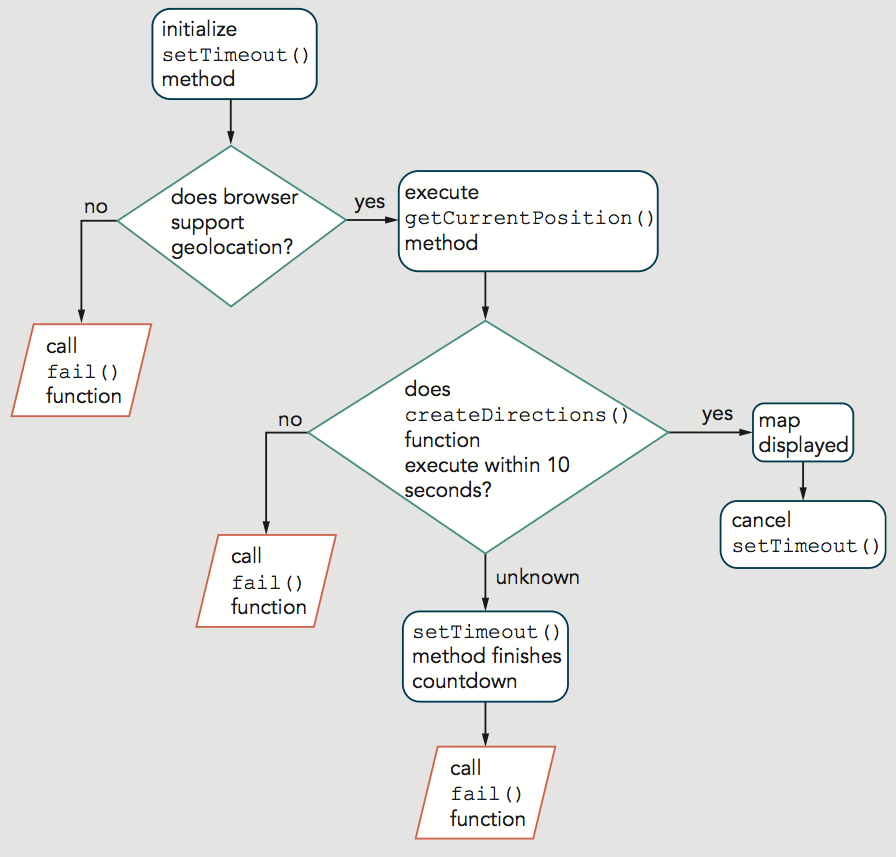 initialize
setTimeout()
method
does browser
support
geolocation?
no
yes
execute
getCurrentPosition()
method
call
fail()
function
does
createDirections()
function
execute within 10
seconds?
no
yes
map
displayed
cancel
setTimeout()
call
fail()
function
unknown
setTimeout()
method finishes
countdown
call
fail()
function